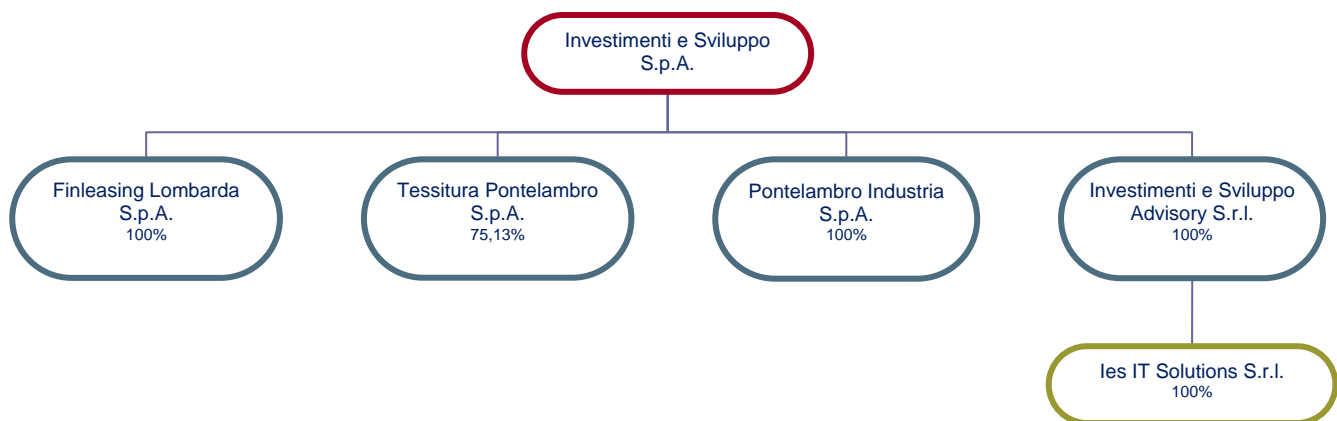 Investimenti e Sviluppo
S.p.A.
Finleasing Lombarda
S.p.A.
100%
Tessitura Pontelambro
S.p.A.
75,13%
Pontelambro Industria
S.p.A.
100%
Investimenti e Sviluppo
Advisory S.r.l.
100%
Ies IT Solutions S.r.l.
100%